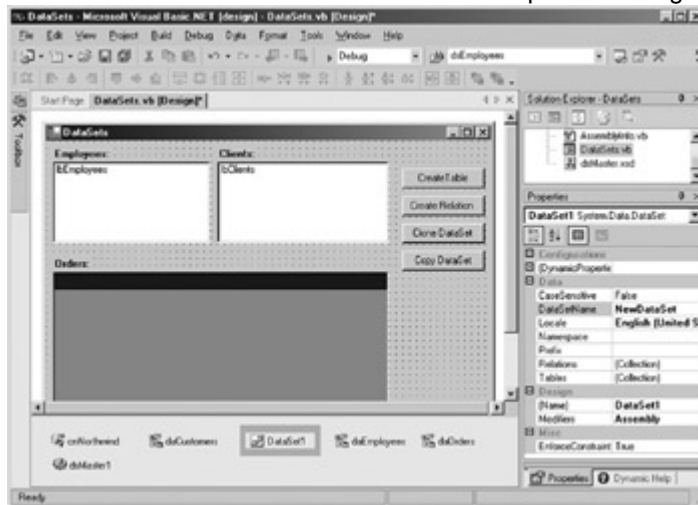 DataSets - Microsoft Visual Basic.NET [design] - DataSets.vb [Design]*
File Edit View Project Build Debug Data Format Tools Window Help
Debug
dsEmployees
Start Page DataSets.vb [Design]*
Toolbox
DataSets
Employees:
Clients:
lbEmployees
lbClients
Create Table
Create Relation
Clone DataSet
Copy DataSet
Orders:
cnNorthwind
daCustomers
DataSet1
daEmployees
daOrders
dsMaster1
Solution Explorer - DataSets
AssemblyInfo.vb
DataSets.vb
dsMaster.xsd
Properties
DataSet1 System.Data.DataSet
Configurations
(DynamicPropertie
Data
CaseSensitive False
DataSetName NewDataSet
Locale English (United S
Namespace
Prefix
Relations (Collection)
Tables (Collection)
Design
(Name) DataSet1
Modifiers Assembly
Misc
EnforceConstraint True
Properties Dynamic Help
Ready